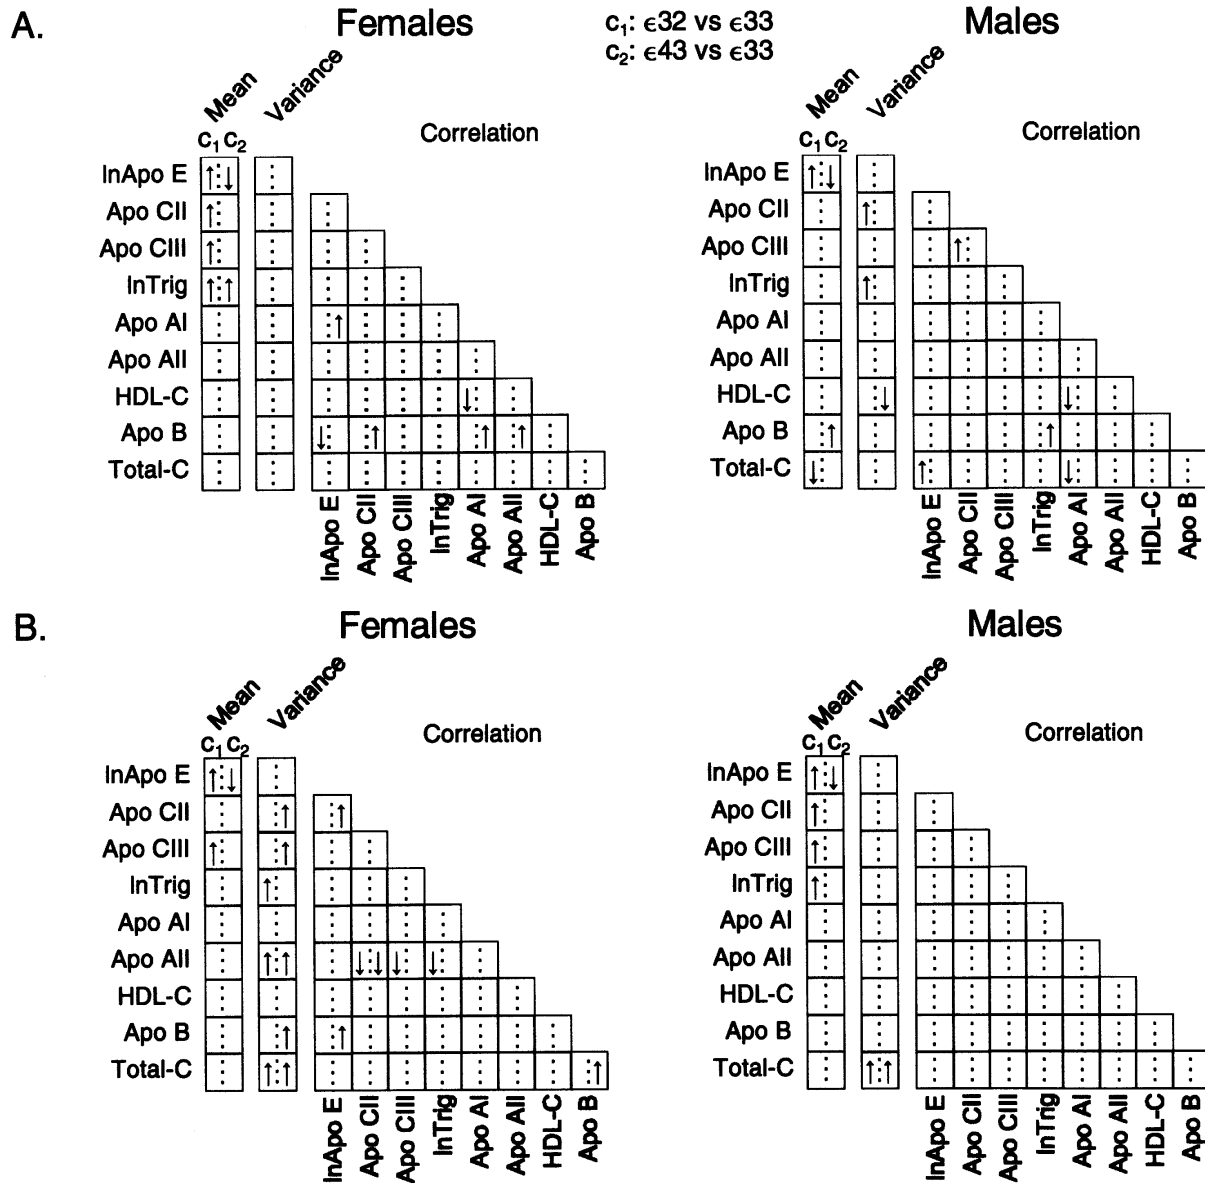 A.
Females
c₁: ϵ32 vs ϵ33
c₂: ϵ43 vs ϵ33
Males
Mean
Variance
Correlation
c₁ c₂
lnApo E
Apo CII
Apo CIII
lnTrig
Apo AI
Apo AII
HDL-C
Apo B
Total-C
lnApo E
Apo CII
Apo CIII
lnTrig
Apo AI
Apo AII
HDL-C
Apo B
Mean
Variance
Correlation
c₁ c₂
lnApo E
Apo CII
Apo CIII
lnTrig
Apo AI
Apo AII
HDL-C
Apo B
Total-C
lnApo E
Apo CII
Apo CIII
lnTrig
Apo AI
Apo AII
HDL-C
Apo B
B.
Females
Males
Mean
Variance
Correlation
c₁ c₂
lnApo E
Apo CII
Apo CIII
lnTrig
Apo AI
Apo AII
HDL-C
Apo B
Total-C
lnApo E
Apo CII
Apo CIII
lnTrig
Apo AI
Apo AII
HDL-C
Apo B
Mean
Variance
Correlation
c₁ c₂
lnApo E
Apo CII
Apo CIII
lnTrig
Apo AI
Apo AII
HDL-C
Apo B
Total-C
lnApo E
Apo CII
Apo CIII
lnTrig
Apo AI
Apo AII
HDL-C
Apo B